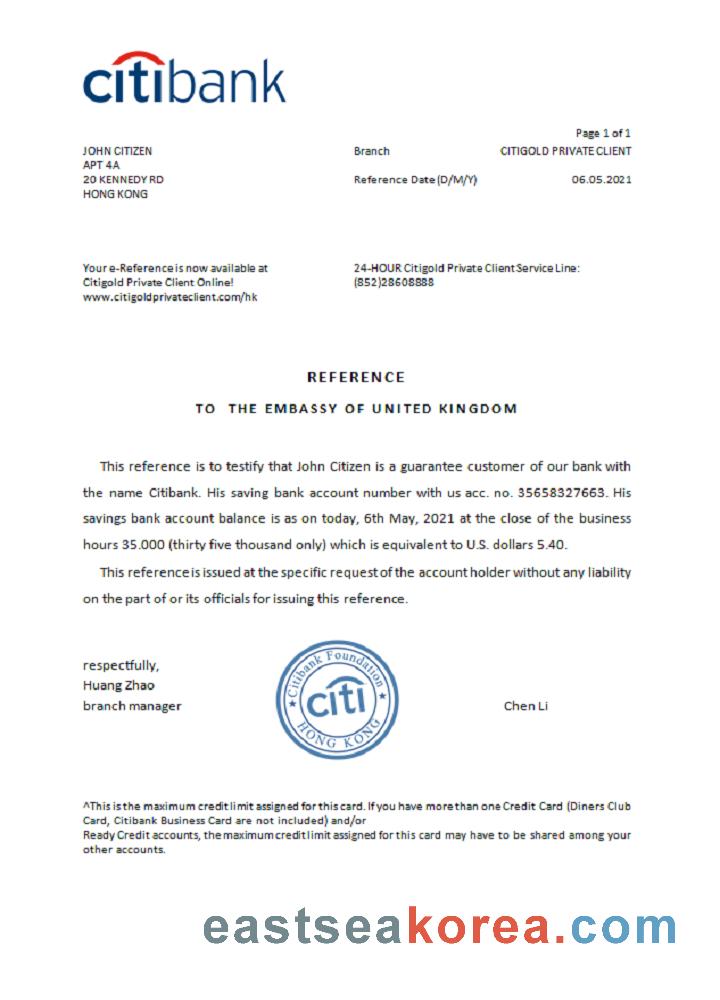 citibank
Page 1 of 1
JOHN CITIZEN
Branch
CITIGOLD PRIVATE CLIENT
APT 4A
20 KENNEDY RD
Reference Date (D/M/Y)
06.05.2021
HONG KONG
Your e-Reference is now available at
Citigold Private Client Online!
www.citigoldprivateclient.com/hk
24-HOUR Citigold Private Client Service Line:
(852)28608888
REFERENCE
TO THE EMBASSY OF UNITED KINGDOM
This reference is to testify that John Citizen is a guarantee customer of our bank with
the name Citibank. His saving bank account number with us acc. no. 35658327663. His
savings bank account balance is as on today, 6th May, 2021 at the close of the business
hours 35.000 (thirty five thousand only) which is equivalent to U.S. dollars 5.40.
This reference is issued at the specific request of the account holder without any liability
on the part of or its officials for issuing this reference.
respectfully,
Huang Zhao
branch manager
Citibank Foundation
citi
HONG KONG
Chen Li
^This is the maximum credit limit assigned for this card. If you have more than one Credit Card (Diners Club
Card, Citibank Business Card are not included) and/or
Ready Credit accounts, the maximum credit limit assigned for this card may have to be shared among your
other accounts.
eastseakorea.com